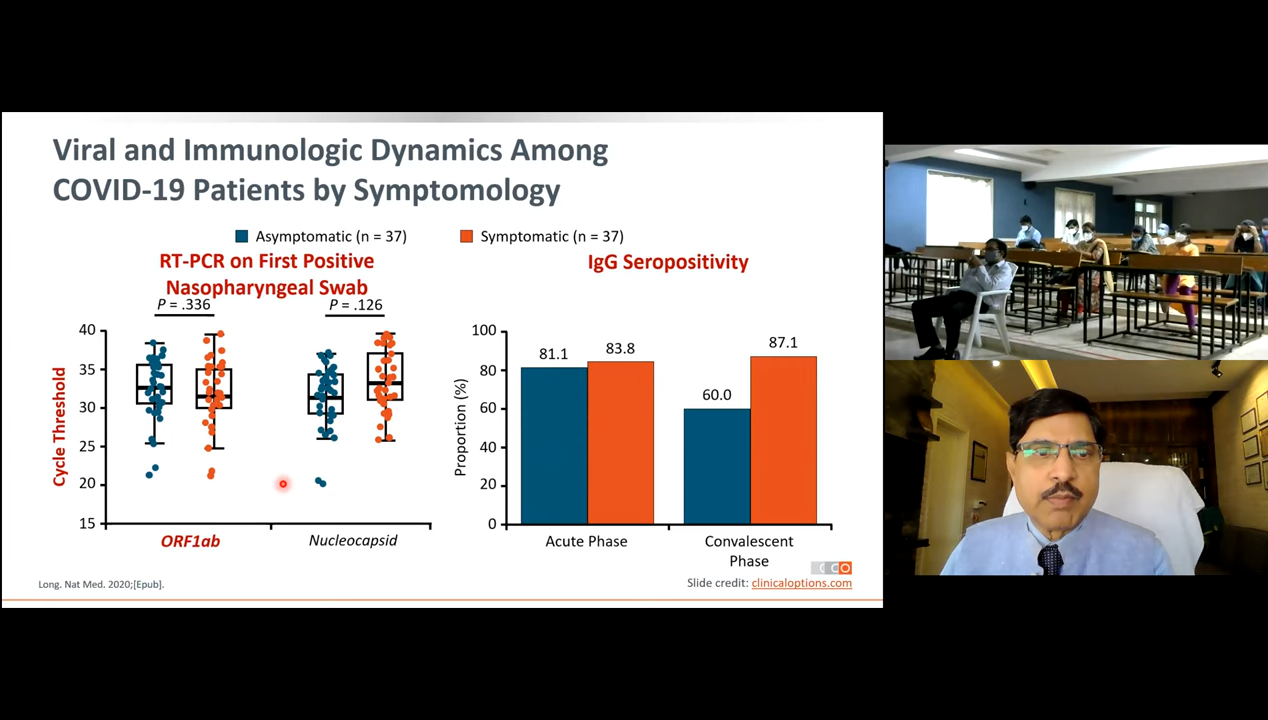 Viral and Immunologic Dynamics Among
COVID-19 Patients by Symptomology
Asymptomatic (n = 37)
Symptomatic (n = 37)
RT-PCR on First Positive
Nasopharyngeal Swab
P = .336
P = .126
Cycle Threshold
40
35
30
25
20
15
ORF1ab
Nucleocapsid
IgG Seropositivity
Proportion (%)
100
80
60
40
20
0
81.1
83.8
60.0
87.1
Acute Phase
Convalescent
Phase
Long. Nat Med. 2020;[Epub].
CCO
Slide credit: clinicaloptions.com